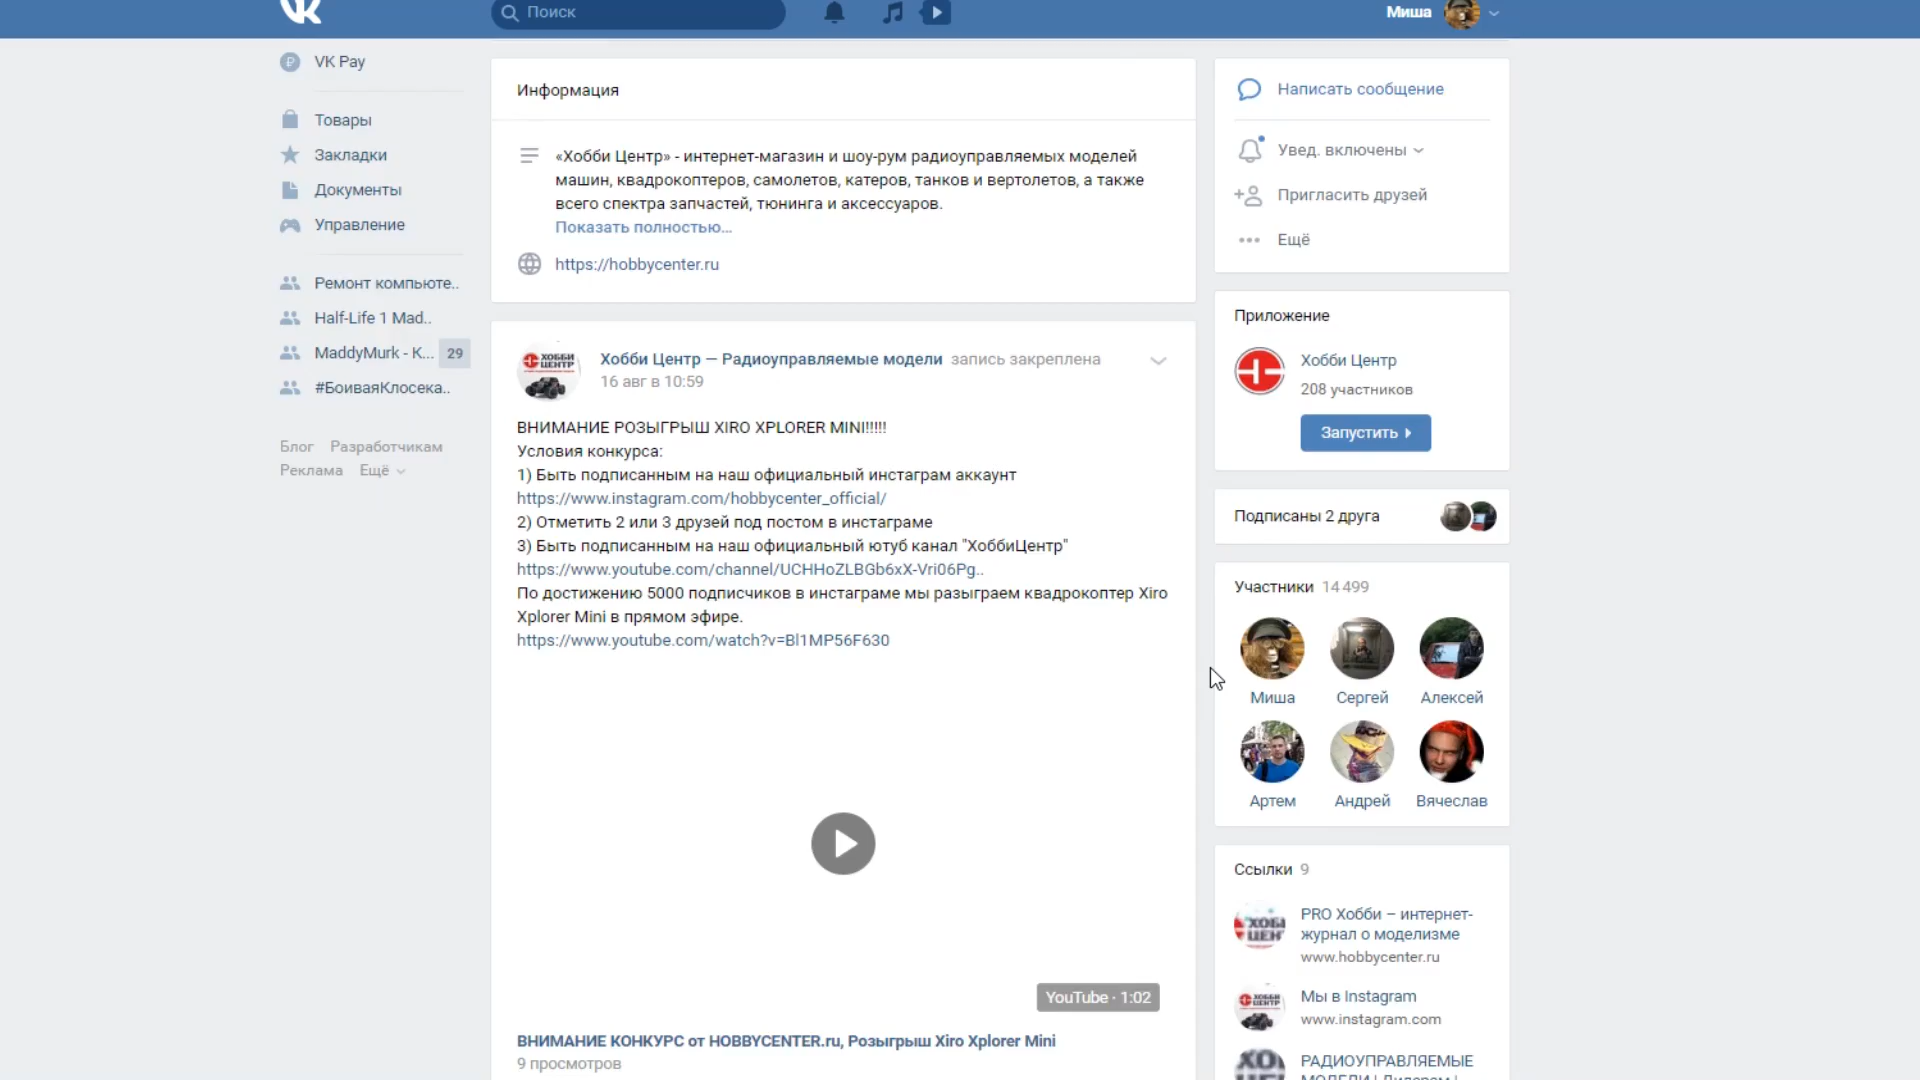 Поиск
Миша
VK Pay
Товары
Закладки
Документы
Управление
Ремонт компьюте..
Half-Life 1 Mad..
MaddyMurk - K... 29
#БоиваяКлосека..
Блог Разработчикам
Реклама Ещё
Информация
«Хобби Центр» - интернет-магазин и шоу-рум радиоуправляемых моделей
машин, квадрокоптеров, самолетов, катеров, танков и вертолетов, а также
всего спектра запчастей, тюнинга и аксессуаров.
Показать полностью...
https://hobbycenter.ru
ХОББИ
ЦЕНТР
Хобби Центр — Радиоуправляемые модели запись закреплена
16 авг в 10:59
ВНИМАНИЕ РОЗЫГРЫШ XIRO XPLORER MINI!!!!!
Условия конкурса:
1) Быть подписанным на наш официальный инстаграм аккаунт
https://www.instagram.com/hobbycenter_official/
2) Отметить 2 или 3 друзей под постом в инстаграме
3) Быть подписанным на наш официальный ютуб канал "ХоббиЦентр"
https://www.youtube.com/channel/UCHHoZLBGb6xX-Vri06Pg..
По достижению 5000 подписчиков в инстаграме мы разыграем квадрокоптер Xiro
Xplorer Mini в прямом эфире.
https://www.youtube.com/watch?v=Bl1MP56F630
YouTube · 1:02
ВНИМАНИЕ КОНКУРС от HOBBYCENTER.ru, Розыгрыш Xiro Xplorer Mini
9 просмотров
Написать сообщение
Увед. включены
Пригласить друзей
Ещё
Приложение
Хобби Центр
208 участников
Запустить
Подписаны 2 друга
Участники 14 499
Миша Сергей Алексей
Артем Андрей Вячеслав
Ссылки 9
PRO Хобби – интернет-
журнал о моделизме
www.hobbycenter.ru
ХОББИ
ЦЕНТР
Мы в Instagram
www.instagram.com
РАДИОУПРАВЛЯЕМЫЕ